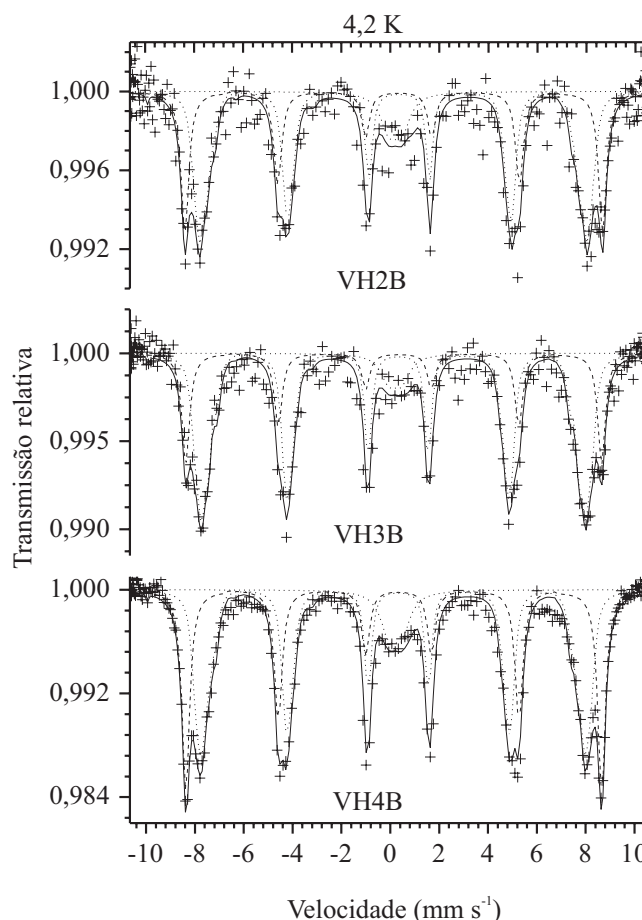 4,2 K
1,000
0,996
0,992
VH2B
1,000
0,995
0,990
VH3B
1,000
0,992
0,984
VH4B
Transmissão relativa
-10 -8 -6 -4 -2 0 2 4 6 8 10
Velocidade (mm s⁻¹)